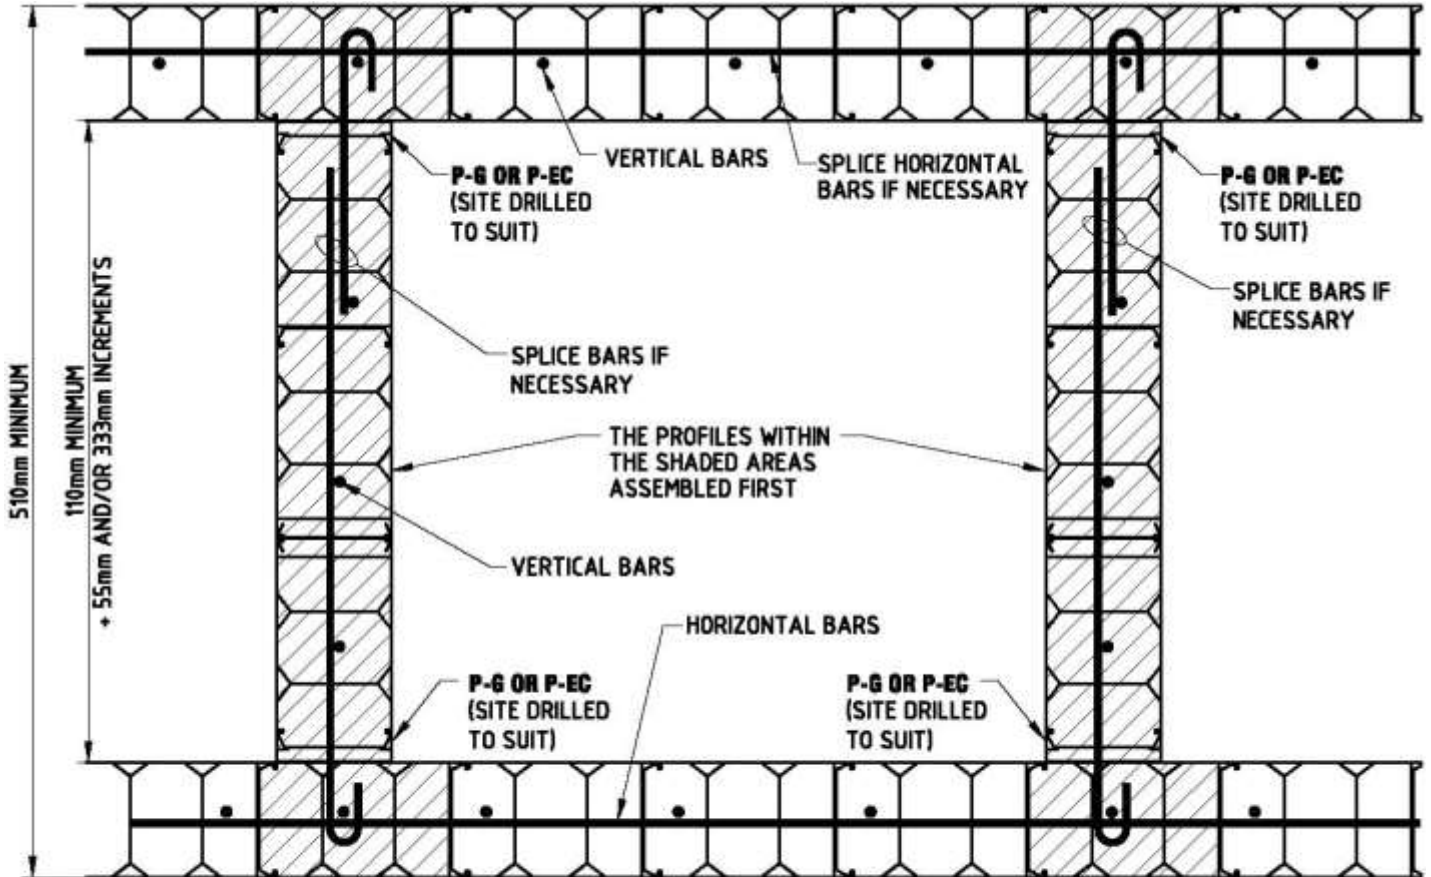 VERTICAL BARS
SPLICE HORIZONTAL
BARS IF NECESSARY
P-G OR P-EC
(SITE DRILLED
TO SUIT)
P-G OR P-EC
(SITE DRILLED
TO SUIT)
SPLICE BARS IF
NECESSARY
SPLICE BARS IF
NECESSARY
510mm MINIMUM
110mm MINIMUM
+ 55mm AND/OR 333mm INCREMENTS
THE PROFILES WITHIN
THE SHADED AREAS
ASSEMBLED FIRST
VERTICAL BARS
HORIZONTAL BARS
P-G OR P-EC
(SITE DRILLED
TO SUIT)
P-G OR P-EC
(SITE DRILLED
TO SUIT)